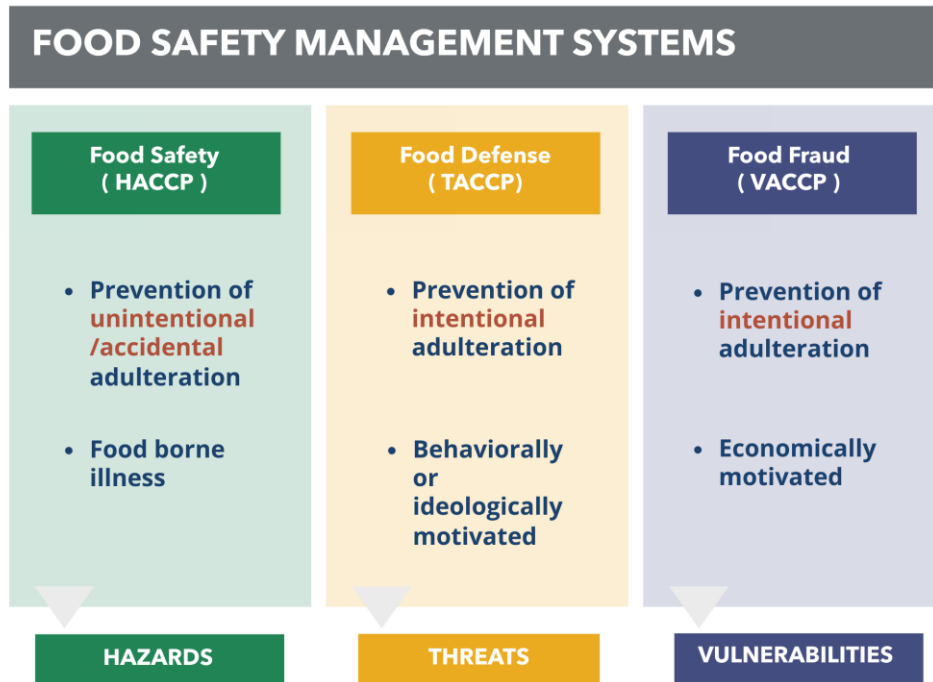 FOOD SAFETY MANAGEMENT SYSTEMS
Food Safety
( HACCP )
• Prevention of
unintentional
/accidental
adulteration
• Food borne
illness
HAZARDS
Food Defense
( TACCP)
• Prevention of
intentional
adulteration
• Behaviorally
or
ideologically
motivated
THREATS
Food Fraud
( VACCP )
• Prevention of
intentional
adulteration
• Economically
motivated
VULNERABILITIES